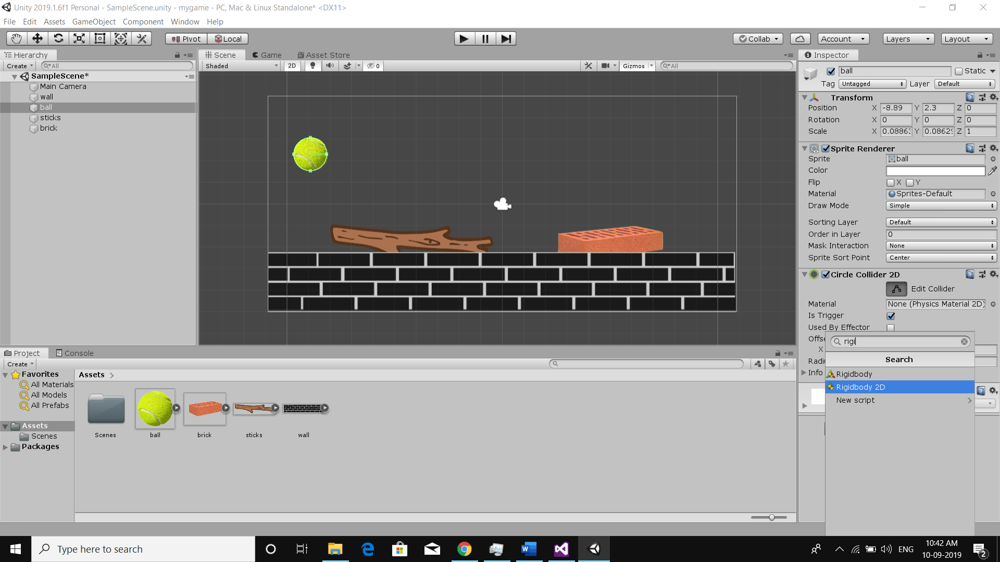 Unity 2019.1.6f1 Personal - SampleScene.unity - mygame - PC, Mac & Linux Standalone* <DX11>
File Edit Assets GameObject Component Window Help
Pivot Local Collab Account Layers Layout
Hierarchy
Create All
SampleScene*
Main Camera
wall
ball
sticks
brick
Scene Game Asset Store
Shaded 2D 0 Gizmos All
Inspector
ball Static
Tag Untagged Layer Default
Transform
Position X -8.89 Y 2.3 Z 0
Rotation X 0 Y 0 Z 0
Scale X 0.0886 Y 0.0862 Z 1
Sprite Renderer
Sprite ball
Color
Flip X Y
Material Sprites-Default
Draw Mode Simple
Sorting Layer Default
Order in Layer 0
Mask Interaction None
Sprite Sort Point Center
Circle Collider 2D
Edit Collider
Material None (Physics Material 2D)
Is Trigger
Used By Effector
Offse
X
Radiu
Info
rigi
Search
Rigidbody
Rigidbody 2D
New script
Project Console
Create
Favorites
All Materials
All Models
All Prefabs
Assets
Scenes
Packages
Assets
Scenes ball brick sticks wall
Type here to search
ENG
10:42 AM
10-09-2019
2